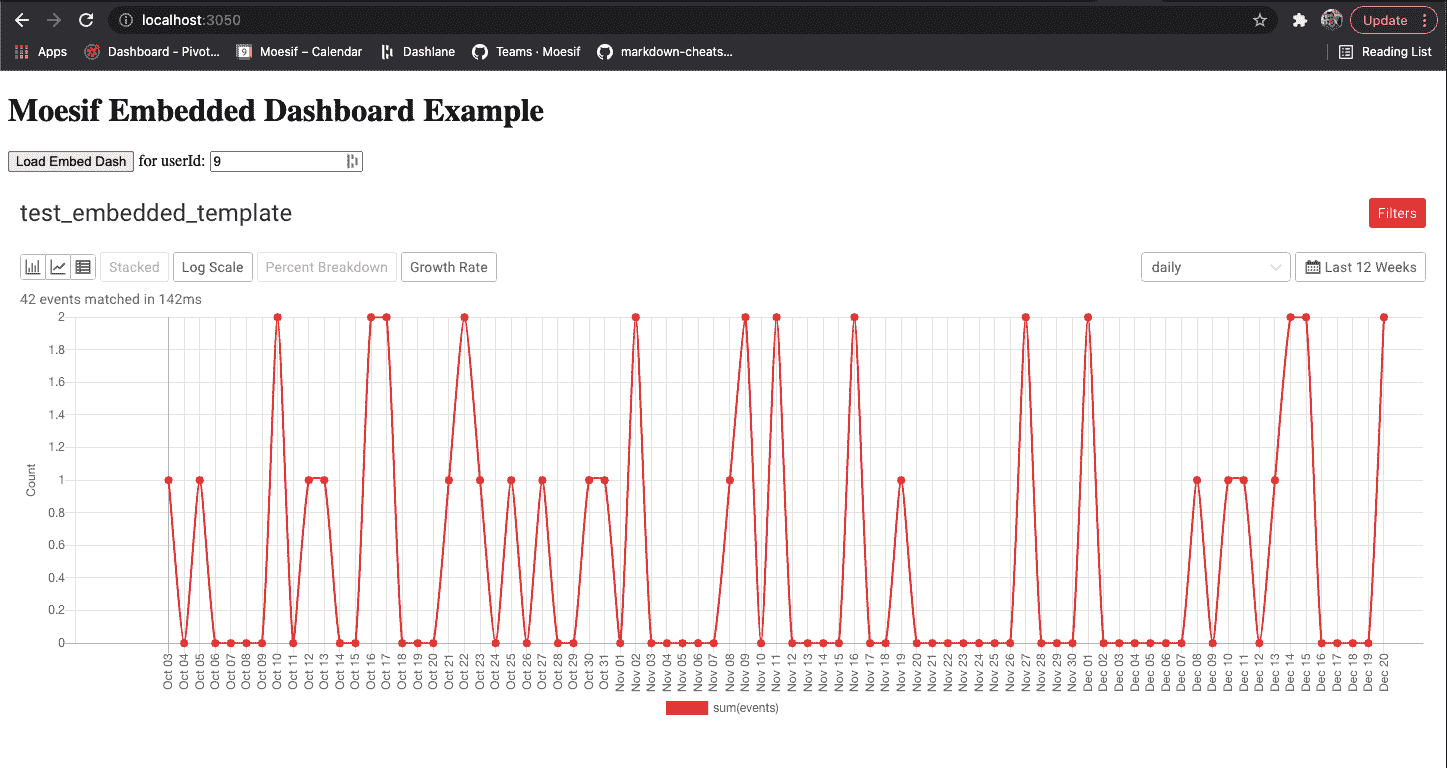 localhost:3050
Update
Apps
Dashboard – Pivot...
9
Moesif – Calendar
Dashlane
Teams · Moesif
markdown-cheats...
Reading List
Moesif Embedded Dashboard Example
Load Embed Dash for userId: 9
test_embedded_template
Filters
Stacked
Log Scale
Percent Breakdown
Growth Rate
daily
Last 12 Weeks
42 events matched in 142ms
2
1.8
1.6
1.4
1.2
1
0.8
0.6
0.4
0.2
0
Count
Oct 03
Oct 04
Oct 05
Oct 06
Oct 07
Oct 08
Oct 09
Oct 10
Oct 11
Oct 12
Oct 13
Oct 14
Oct 15
Oct 16
Oct 17
Oct 18
Oct 19
Oct 20
Oct 21
Oct 22
Oct 23
Oct 24
Oct 25
Oct 26
Oct 27
Oct 28
Oct 29
Oct 30
Oct 31
Nov 01
Nov 02
Nov 03
Nov 04
Nov 05
Nov 06
Nov 07
Nov 08
Nov 09
Nov 10
Nov 11
Nov 12
Nov 13
Nov 14
Nov 15
Nov 16
Nov 17
Nov 18
Nov 19
Nov 20
Nov 21
Nov 22
Nov 23
Nov 24
Nov 25
Nov 26
Nov 27
Nov 28
Nov 29
Nov 30
Dec 01
Dec 02
Dec 03
Dec 04
Dec 05
Dec 06
Dec 07
Dec 08
Dec 09
Dec 10
Dec 11
Dec 12
Dec 13
Dec 14
Dec 15
Dec 16
Dec 17
Dec 18
Dec 19
Dec 20
sum(events)